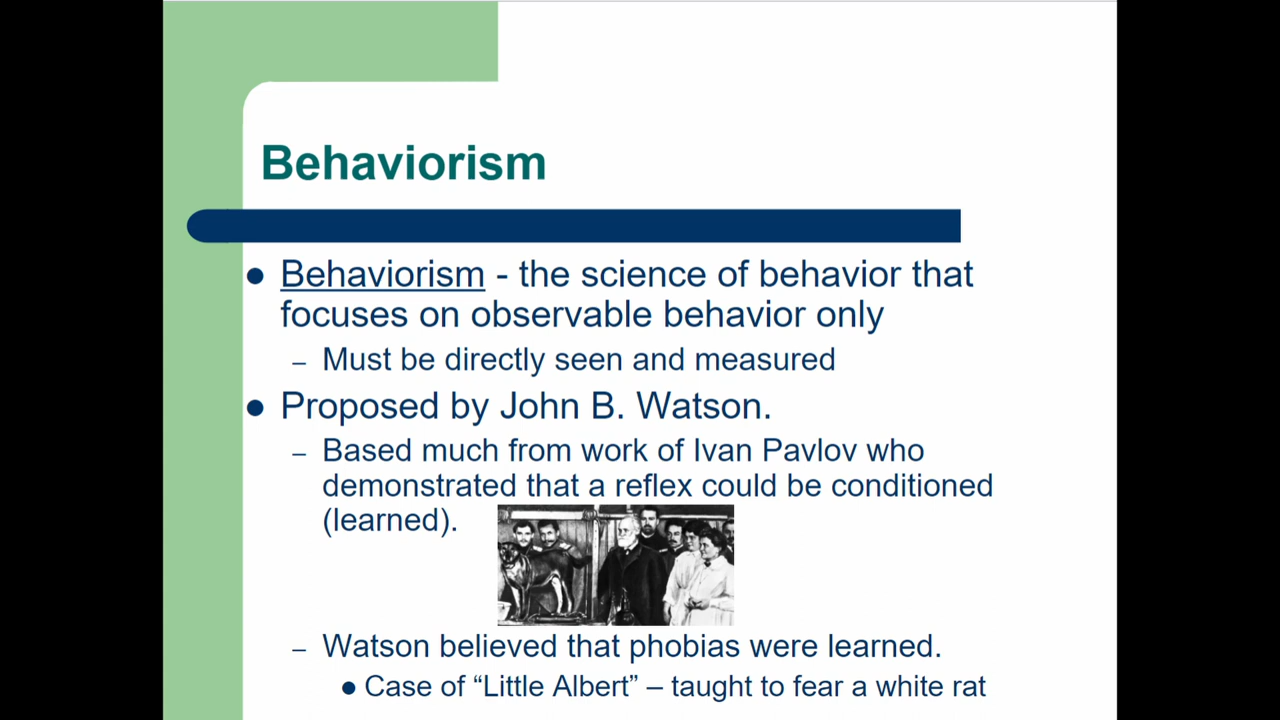 Behaviorism
● Behaviorism - the science of behavior that
focuses on observable behavior only
– Must be directly seen and measured
● Proposed by John B. Watson.
– Based much from work of Ivan Pavlov who
demonstrated that a reflex could be conditioned
(learned).
– Watson believed that phobias were learned.
● Case of “Little Albert” – taught to fear a white rat